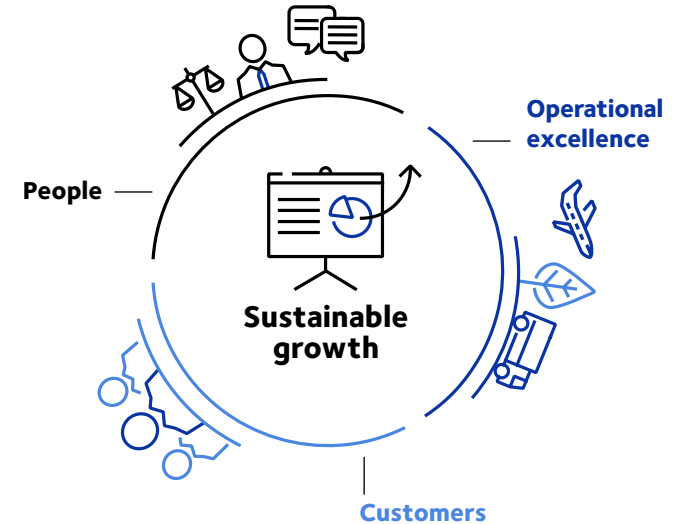 Operational
excellence
People
Sustainable
growth
Customers